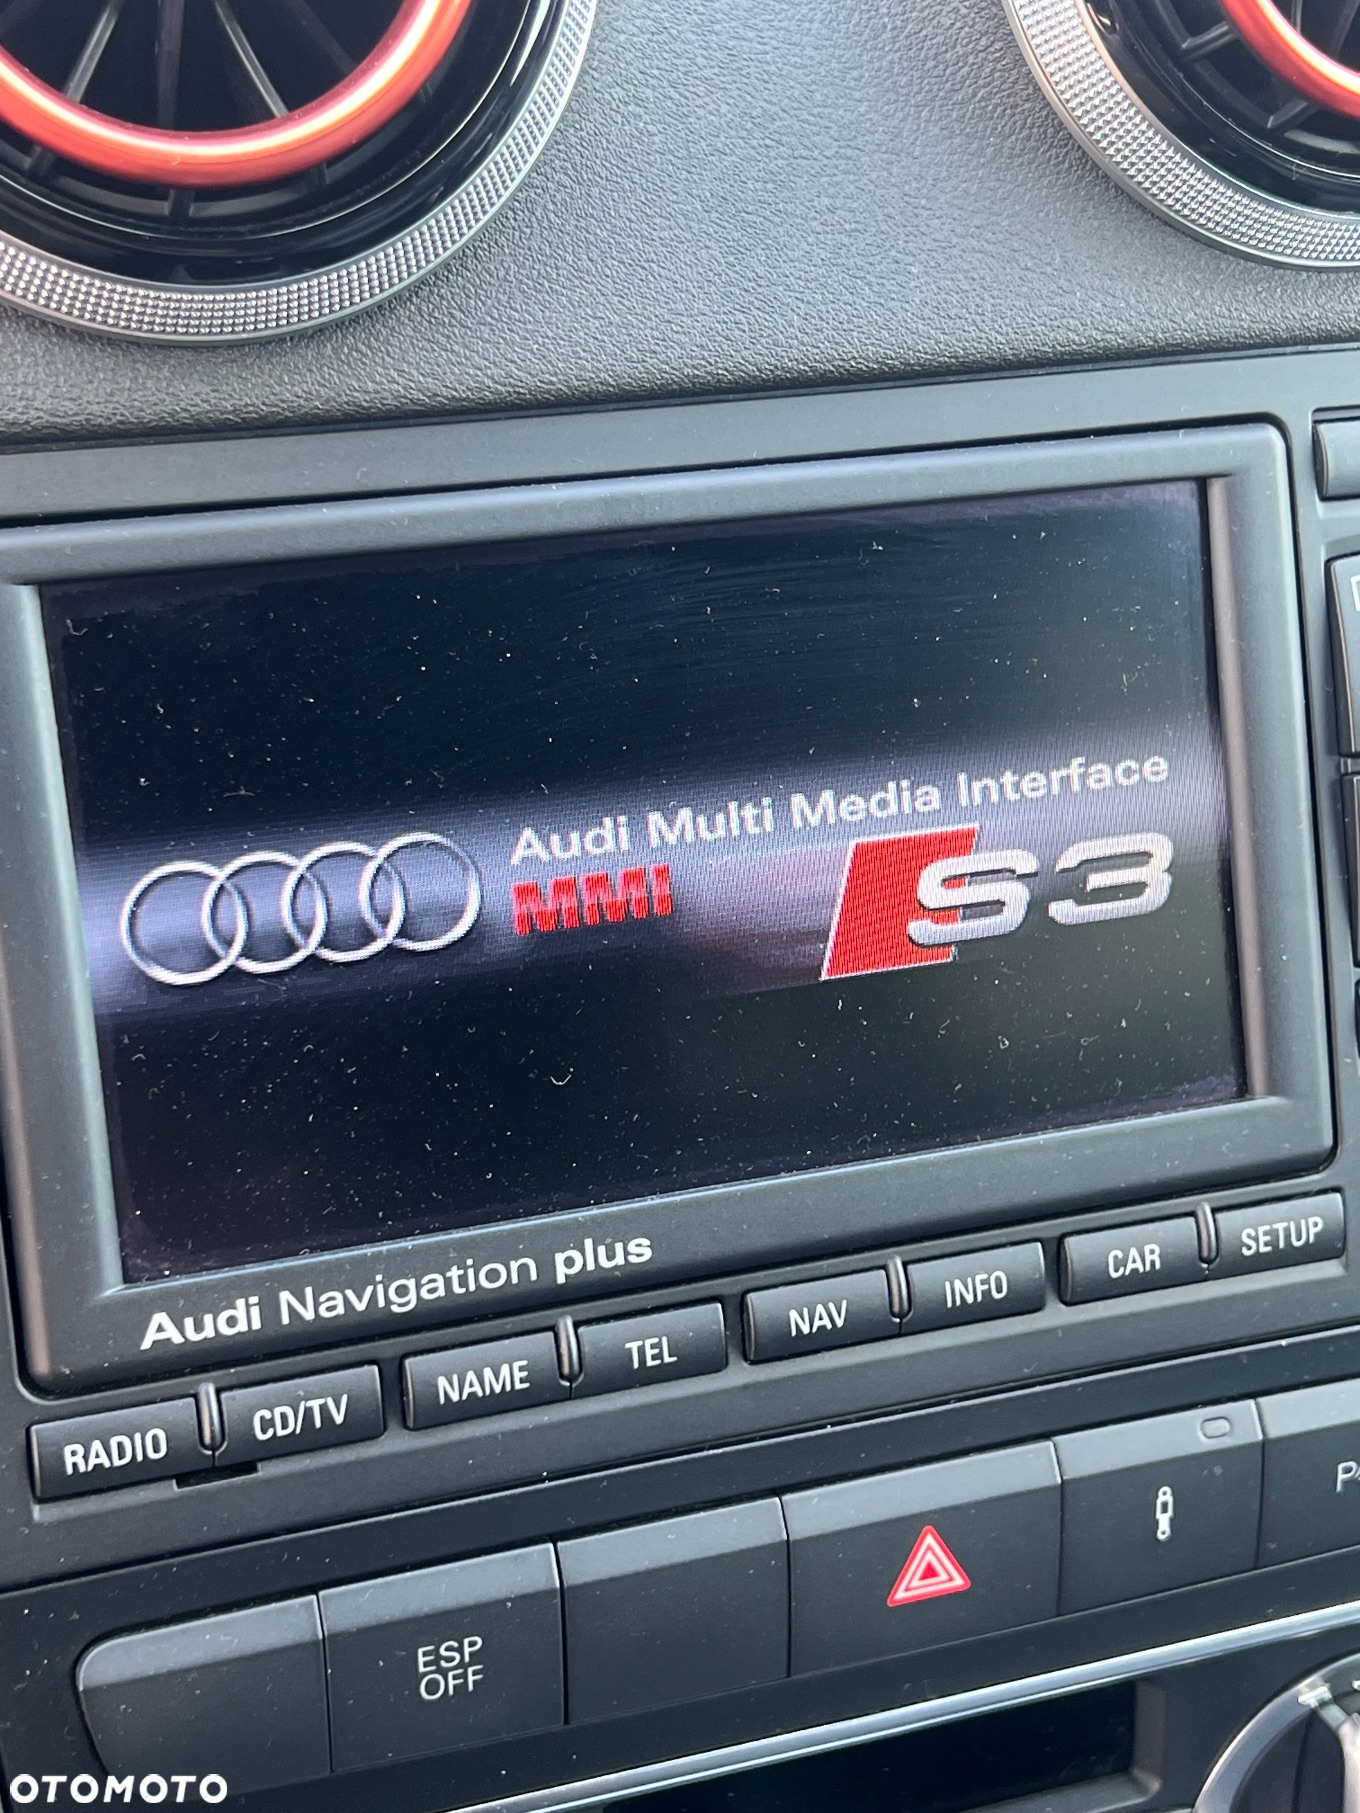 Audi Multi Media Interface
MMI
S3
Audi Navigation plus
RADIO
CD/TV
NAME
TEL
NAV
INFO
CAR
SETUP
ESP
OFF
OTOMOTO